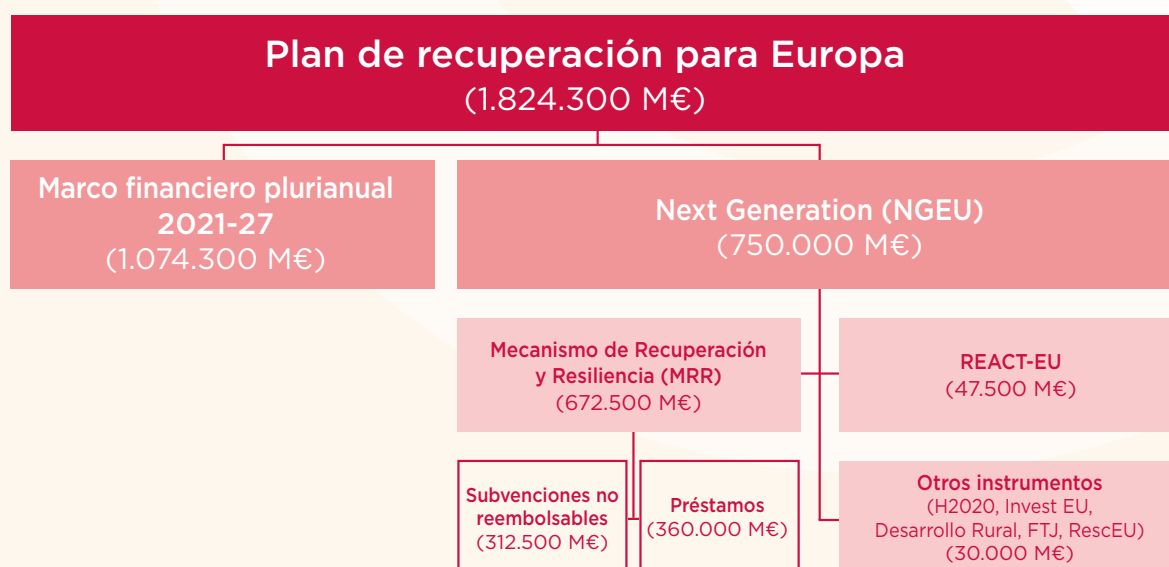 Plan de recuperación para Europa
(1.824.300 M€)
Marco financiero plurianual
2021-27
(1.074.300 M€)
Next Generation (NGEU)
(750.000 M€)
Mecanismo de Recuperación
y Resiliencia (MRR)
(672.500 M€)
REACT-EU
(47.500 M€)
Subvenciones no
reembolsables
(312.500 M€)
Préstamos
(360.000 M€)
Otros instrumentos
(H2020, Invest EU,
Desarrollo Rural, FTJ, RescEU)
(30.000 M€)